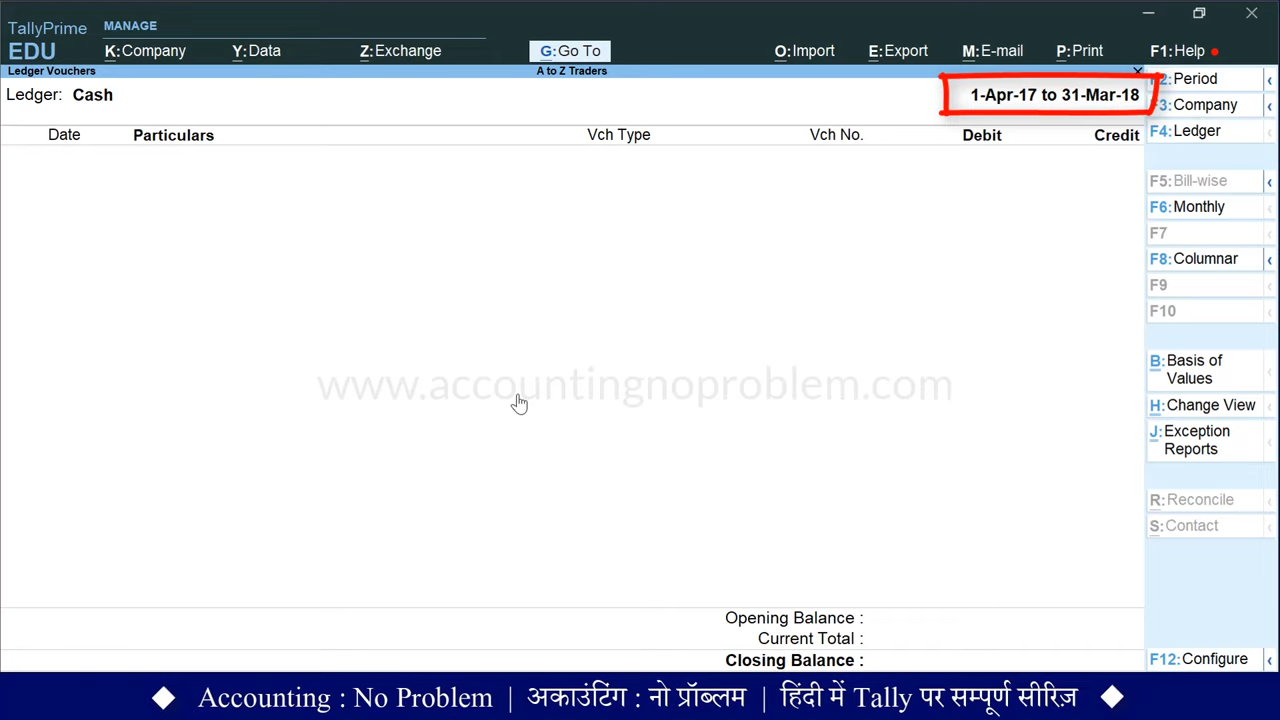 TallyPrime MANAGE
EDU K:Company Y:Data Z:Exchange G:Go To O:Import E:Export M:E-mail P:Print F1:Help
Ledger Vouchers A to Z Traders
Ledger: Cash 1-Apr-17 to 31-Mar-18
Date Particulars Vch Type Vch No. Debit Credit
F2:Period
F3:Company
F4:Ledger
F5:Bill-wise
F6:Monthly
F7
F8:Columnar
F9
F10
B:Basis of
Values
H:Change View
J:Exception
Reports
R:Reconcile
S:Contact
F12:Configure
www.accountingnoproblem.com
Opening Balance :
Current Total :
Closing Balance :
Accounting : No Problem | अकाउंटिंग : नो प्रॉब्लम | हिंदी में Tally पर सम्पूर्ण सीरिज़